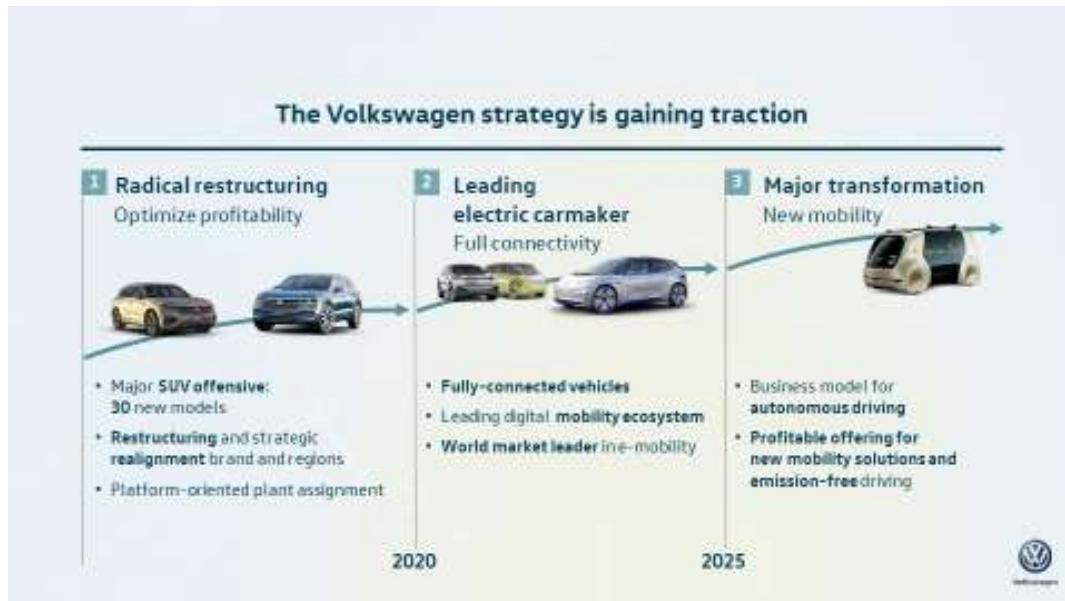 The Volkswagen strategy is gaining traction
1 Radical restructuring
Optimize profitability
• Major SUV offensive:
30 new models
• Restructuring and strategic
realignment brand and regions
• Platform-oriented plant assignment
2020
2 Leading
electric carmaker
Full connectivity
• Fully-connected vehicles
• Leading digital mobility ecosystem
• World market leader in e-mobility
2025
3 Major transformation
New mobility
• Business model for
autonomous driving
• Profitable offering for
new mobility solutions and
emission-free driving
Volkswagen